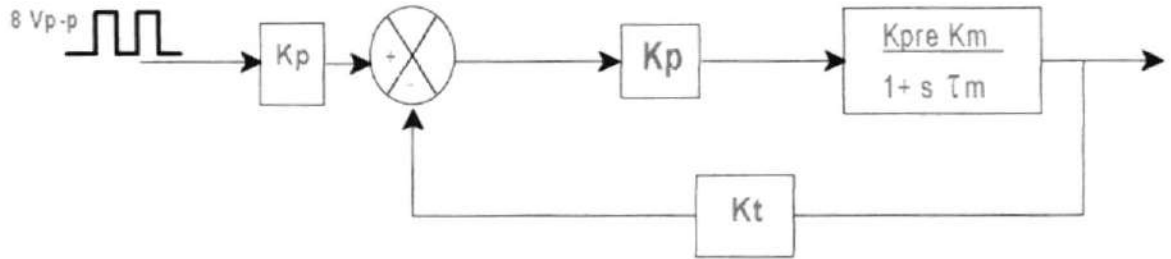 8 Vp-p
Kp
+
-
Kp
Kpre Km
1+ s τm
Kt